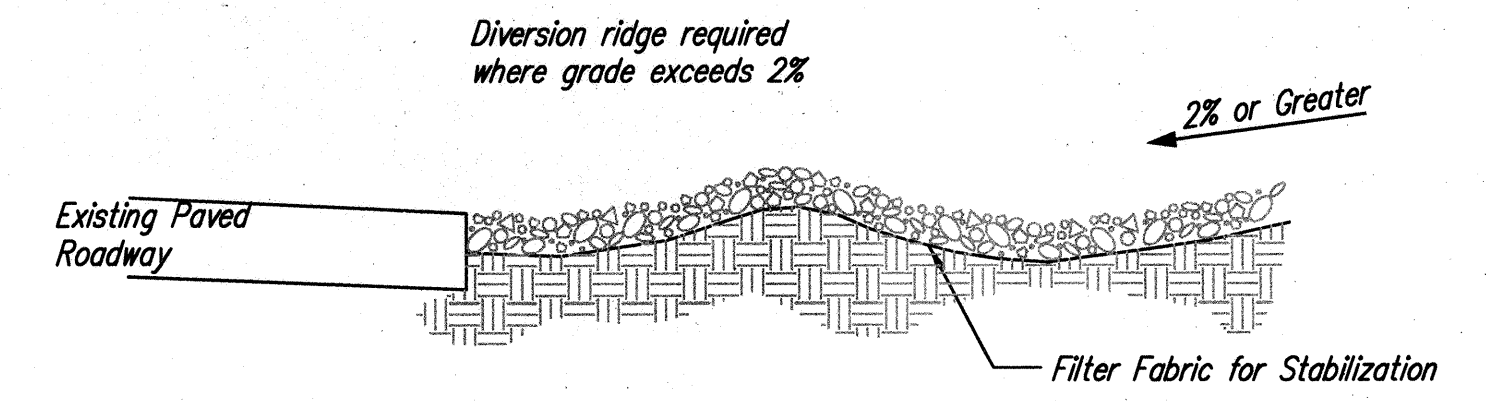 Diversion ridge required
where grade exceeds 2%
2% or Greater
Existing Paved
Roadway
Filter Fabric for Stabilization